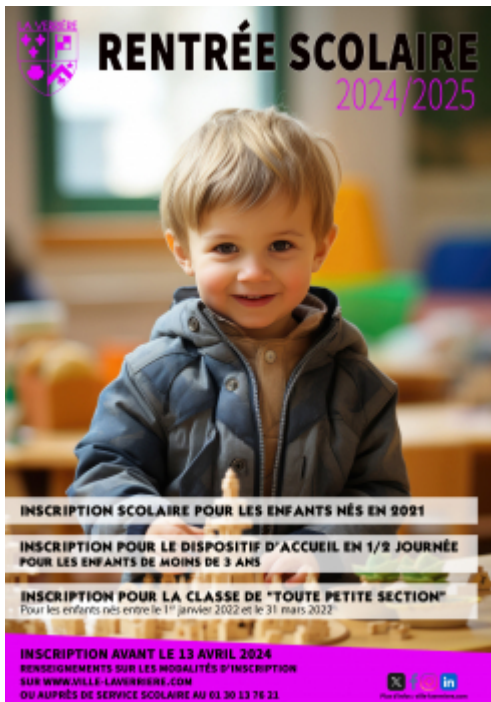 LA VERRIÈRE
RENTRÉE SCOLAIRE
2024/2025
INSCRIPTION SCOLAIRE POUR LES ENFANTS NÉS EN 2021
INSCRIPTION POUR LE DISPOSITIF D'ACCUEIL EN 1/2 JOURNÉE
POUR LES ENFANTS DE MOINS DE 3 ANS
INSCRIPTION POUR LA CLASSE DE "TOUTE PETITE SECTION"
Pour les enfants nés entre le 1er janvier 2022 et le 31 mars 2022
INSCRIPTION AVANT LE 13 AVRIL 2024
RENSEIGNEMENTS SUR LES MODALITÉS D'INSCRIPTION
SUR WWW.VILLE-LAVERRIERE.COM
OU AUPRÈS DE SERVICE SCOLAIRE AU 01 30 13 76 21